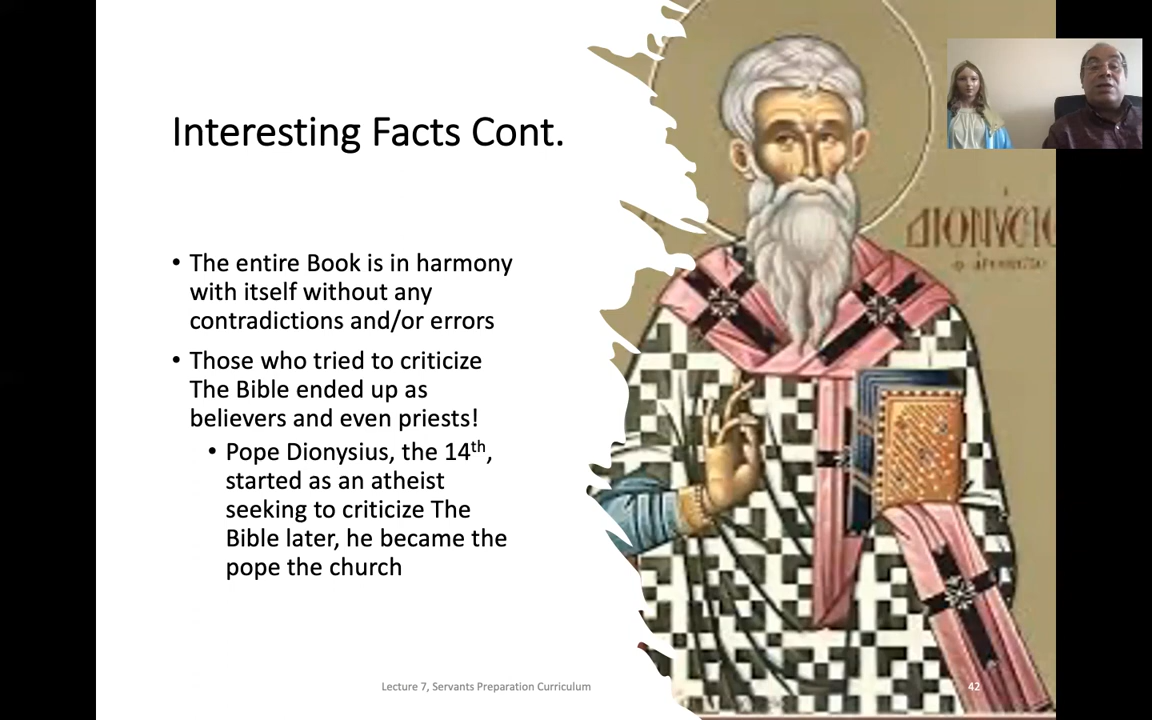 Interesting Facts Cont.
• The entire Book is in harmony
with itself without any
contradictions and/or errors
• Those who tried to criticize
The Bible ended up as
believers and even priests!
• Pope Dionysius, the 14th,
started as an atheist
seeking to criticize The
Bible later, he became the
pope the church
ΔΙΟΝΥϹΙΟ
Lecture 7, Servants Preparation Curriculum
42